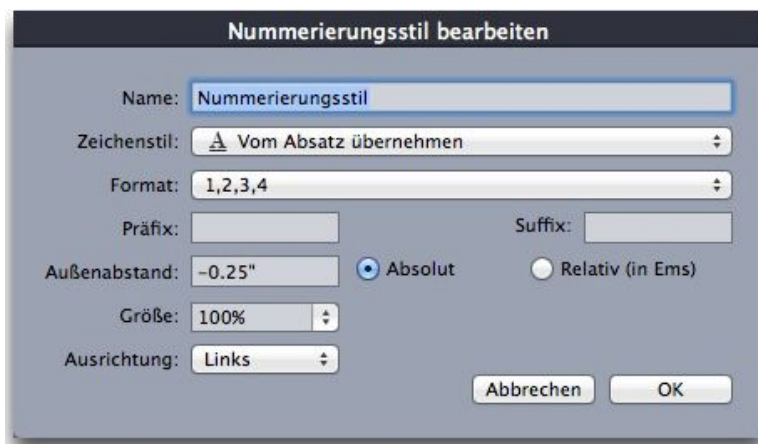 Nummerierungsstil bearbeiten
Name: Nummerierungsstil
Zeichenstil: A Vom Absatz übernehmen
Format: 1,2,3,4
Präfix: Suffix:
Außenabstand: -0.25" Absolut Relativ (in Ems)
Größe: 100%
Ausrichtung: Links
Abbrechen OK